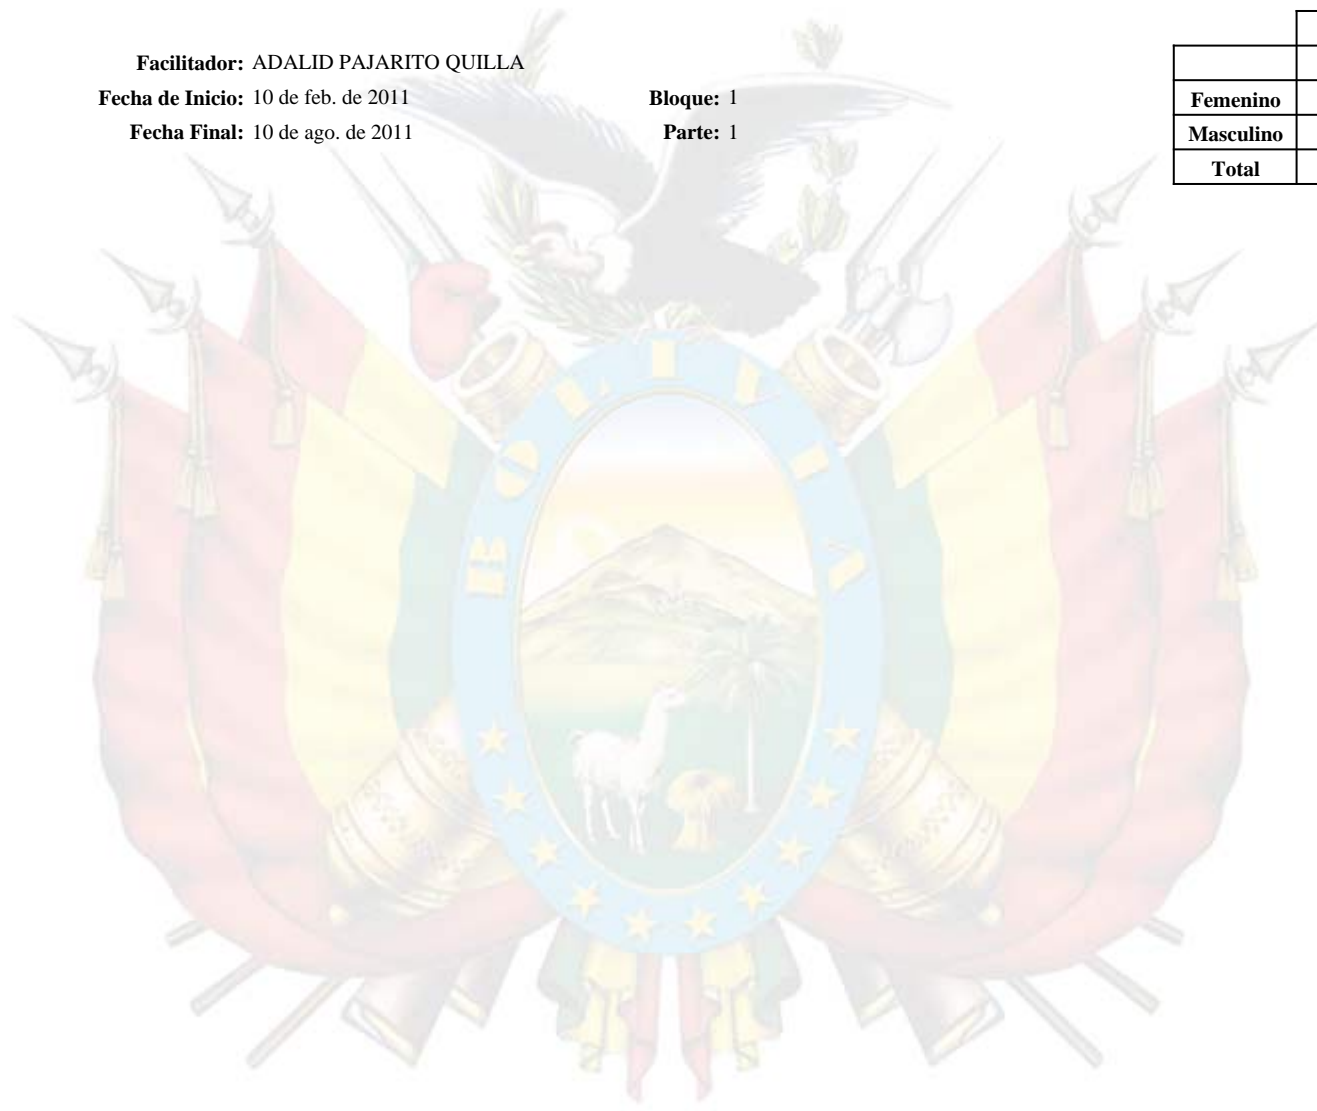 Facilitador: ADALID PAJARITO QUILLA
Fecha de Inicio: 10 de feb. de 2011 Bloque: 1
Fecha Final: 10 de ago. de 2011 Parte: 1
Femenino
Masculino
Total
BOLIVIA